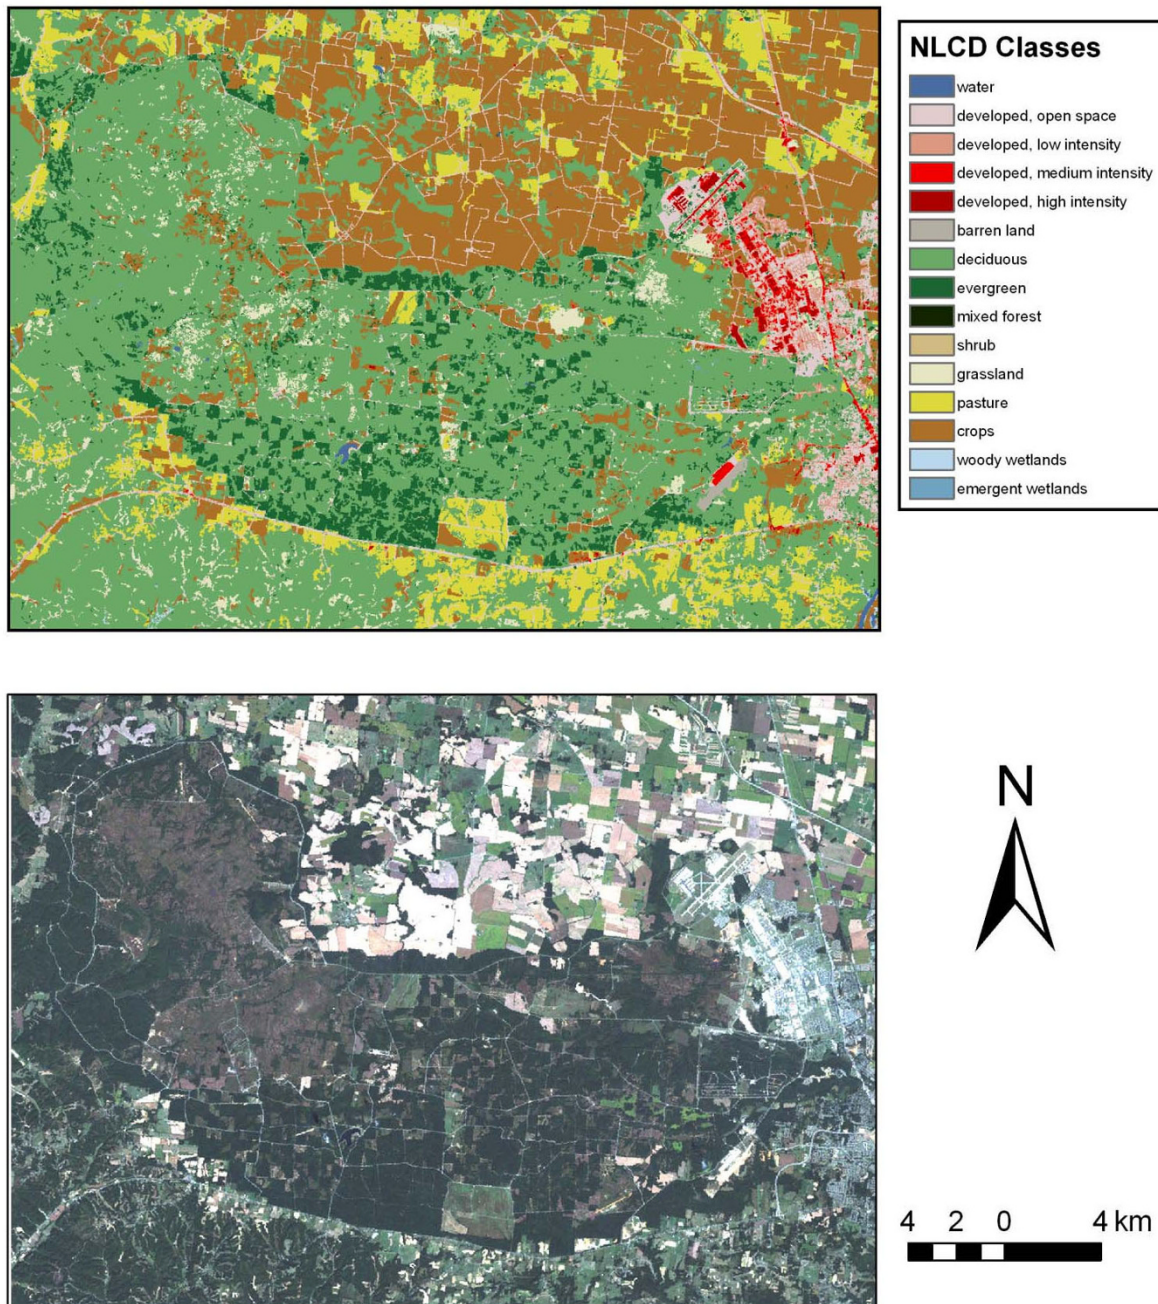 NLCD Classes
water
developed, open space
developed, low intensity
developed, medium intensity
developed, high intensity
barren land
deciduous
evergreen
mixed forest
shrub
grassland
pasture
crops
woody wetlands
emergent wetlands
N
4 2 0 4 km